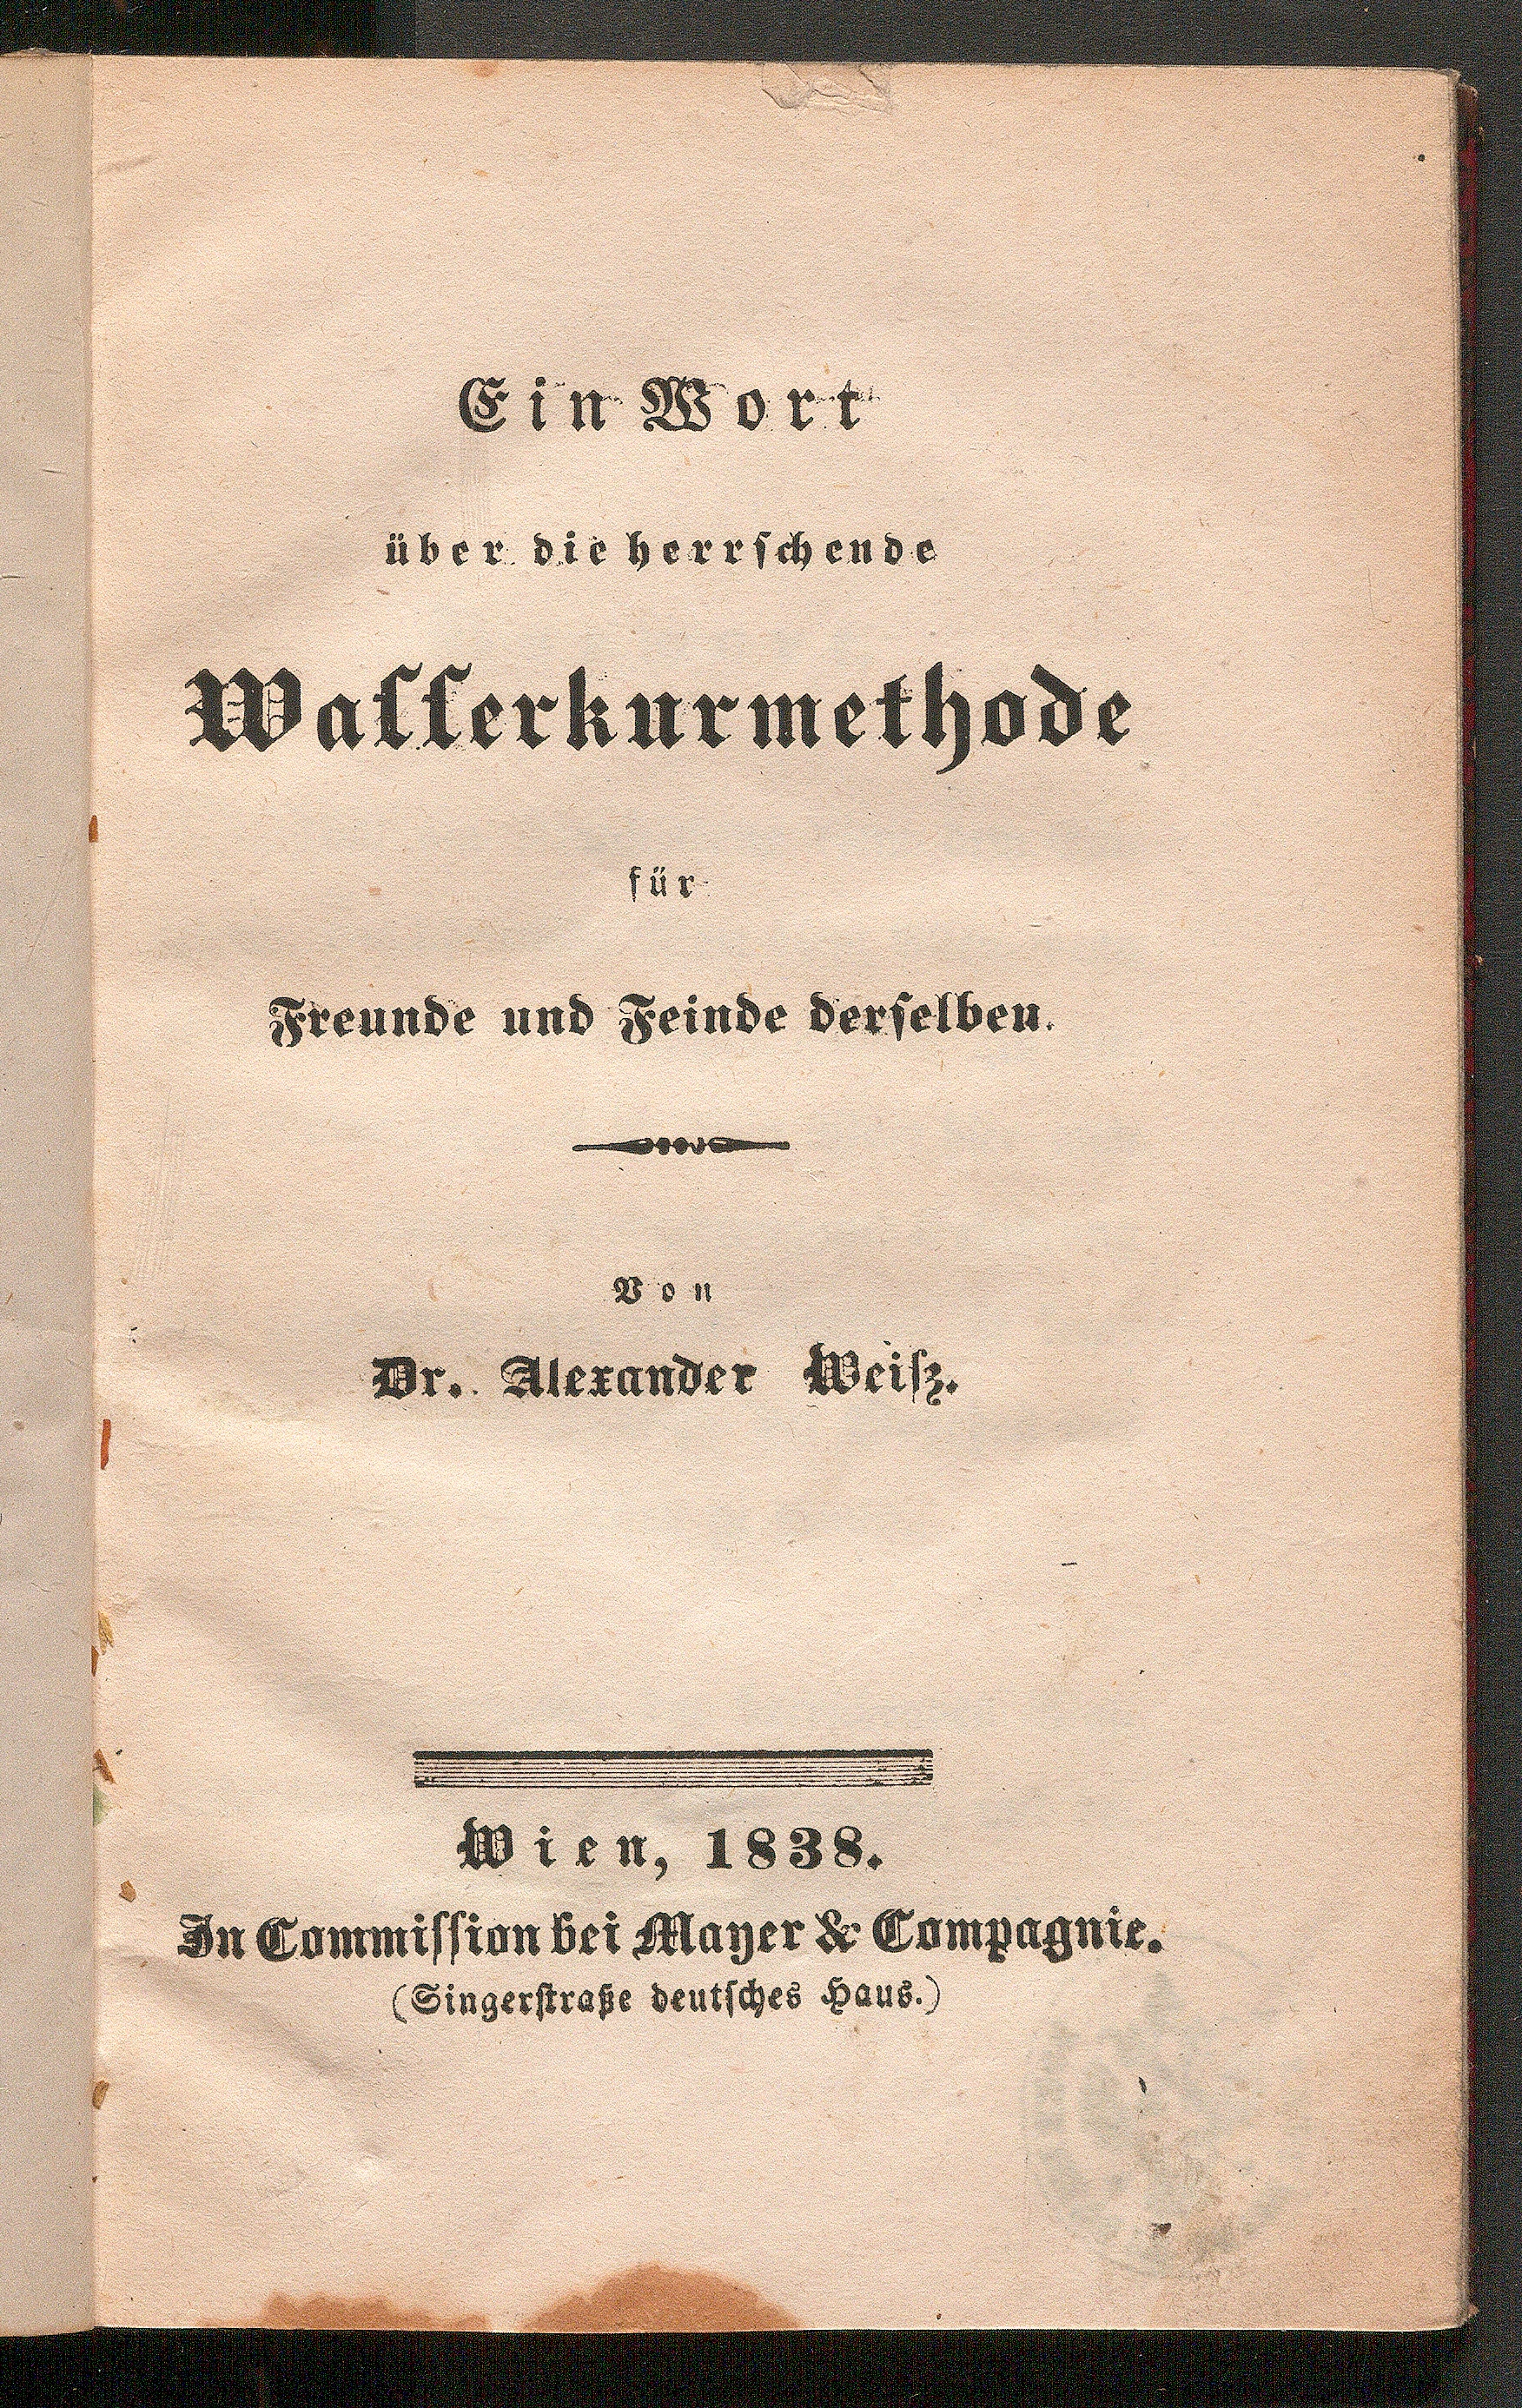 Ein Wort
über die herrschende
Wasserkurmethode
für
Freunde und Feinde derselben.
Von
Dr. Alexander Weiß.
Wien, 1838.
In Commission bei Mayer & Compagnie.
(Singerstraße deutsches Haus.)